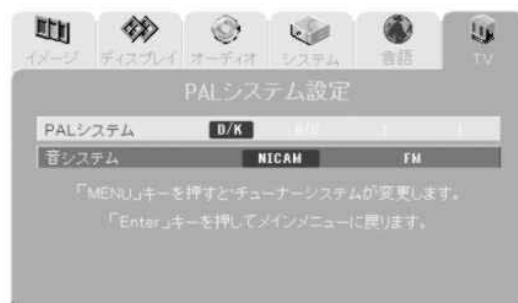 イメージ ディスプレイ オーディオ システム 言語 TV
PALシステム設定
PALシステム D/K I
音システム NICAM FM
「MENU」キーを押すとチューナーシステムが変更します。
「Enter」キーを押してメインメニューに戻ります。